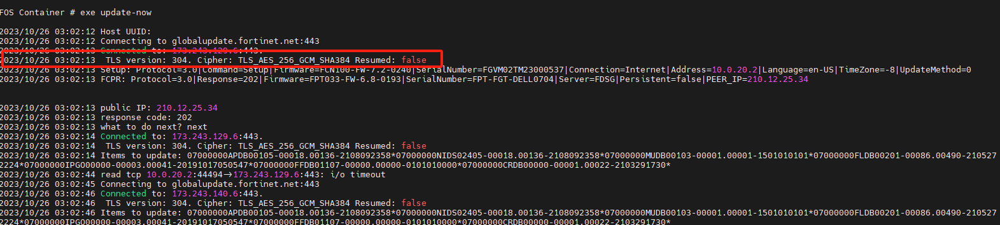 FOS Container # exe update-now
2023/10/26 03:02:12 Host UUID:
2023/10/26 03:02:12 Connecting to globalupdate.fortinet.net:443
2023/10/26 03:02:13 Connected to: 173.243.129.6:443.
2023/10/26 03:02:13  TLS version: 304. Cipher: TLS_AES_256_GCM_SHA384 Resumed: false
2023/10/26 03:02:13 Setup: Protocol=3.0|Command=Setup|Firmware=FCN100-FW-7.2-0240|SerialNumber=FGVM02TM23000537|Connection=Internet|Address=10.0.20.2|Language=en-US|TimeZone=-8|UpdateMethod=0
2023/10/26 03:02:13 FCPR: Protocol=3.0|Response=202|Firmware=FPT033-FW-6.8-0193|SerialNumber=FPT-FGT-DELL0704|Server=FDSG|Persistent=false|PEER_IP=210.12.25.34
2023/10/26 03:02:13 public IP: 210.12.25.34
2023/10/26 03:02:13 response code: 202
2023/10/26 03:02:13 what to do next? next
2023/10/26 03:02:14 Connected to: 173.243.129.6:443.
2023/10/26 03:02:14  TLS version: 304. Cipher: TLS_AES_256_GCM_SHA384 Resumed: false
2023/10/26 03:02:14 Items to update: 07000000APDB00105-00018.00136-2108092358*07000000NIDS02405-00018.00136-2108092358*07000000MUDB00103-00001.00001-1501010101*07000000FLDB00201-00086.00490-210527
2224*07000000IPGO00000-00003.00041-20191017050547*07000000FFDB01107-00000.00000-0101010000*07000000CRDB00000-00001.00022-2103291730*
2023/10/26 03:02:44 read tcp 10.0.20.2:44494→173.243.129.6:443: i/o timeout
2023/10/26 03:02:45 Connecting to globalupdate.fortinet.net:443
2023/10/26 03:02:46 Connected to: 173.243.140.6:443.
2023/10/26 03:02:46  TLS version: 304. Cipher: TLS_AES_256_GCM_SHA384 Resumed: false
2023/10/26 03:02:46 Items to update: 07000000APDB00105-00018.00136-2108092358*07000000NIDS02405-00018.00136-2108092358*07000000MUDB00103-00001.00001-1501010101*07000000FLDB00201-00086.00490-210527
2224*07000000IPGO00000-00003.00041-20191017050547*07000000FFDB01107-00000.00000-0101010000*07000000CRDB00000-00001.00022-2103291730*